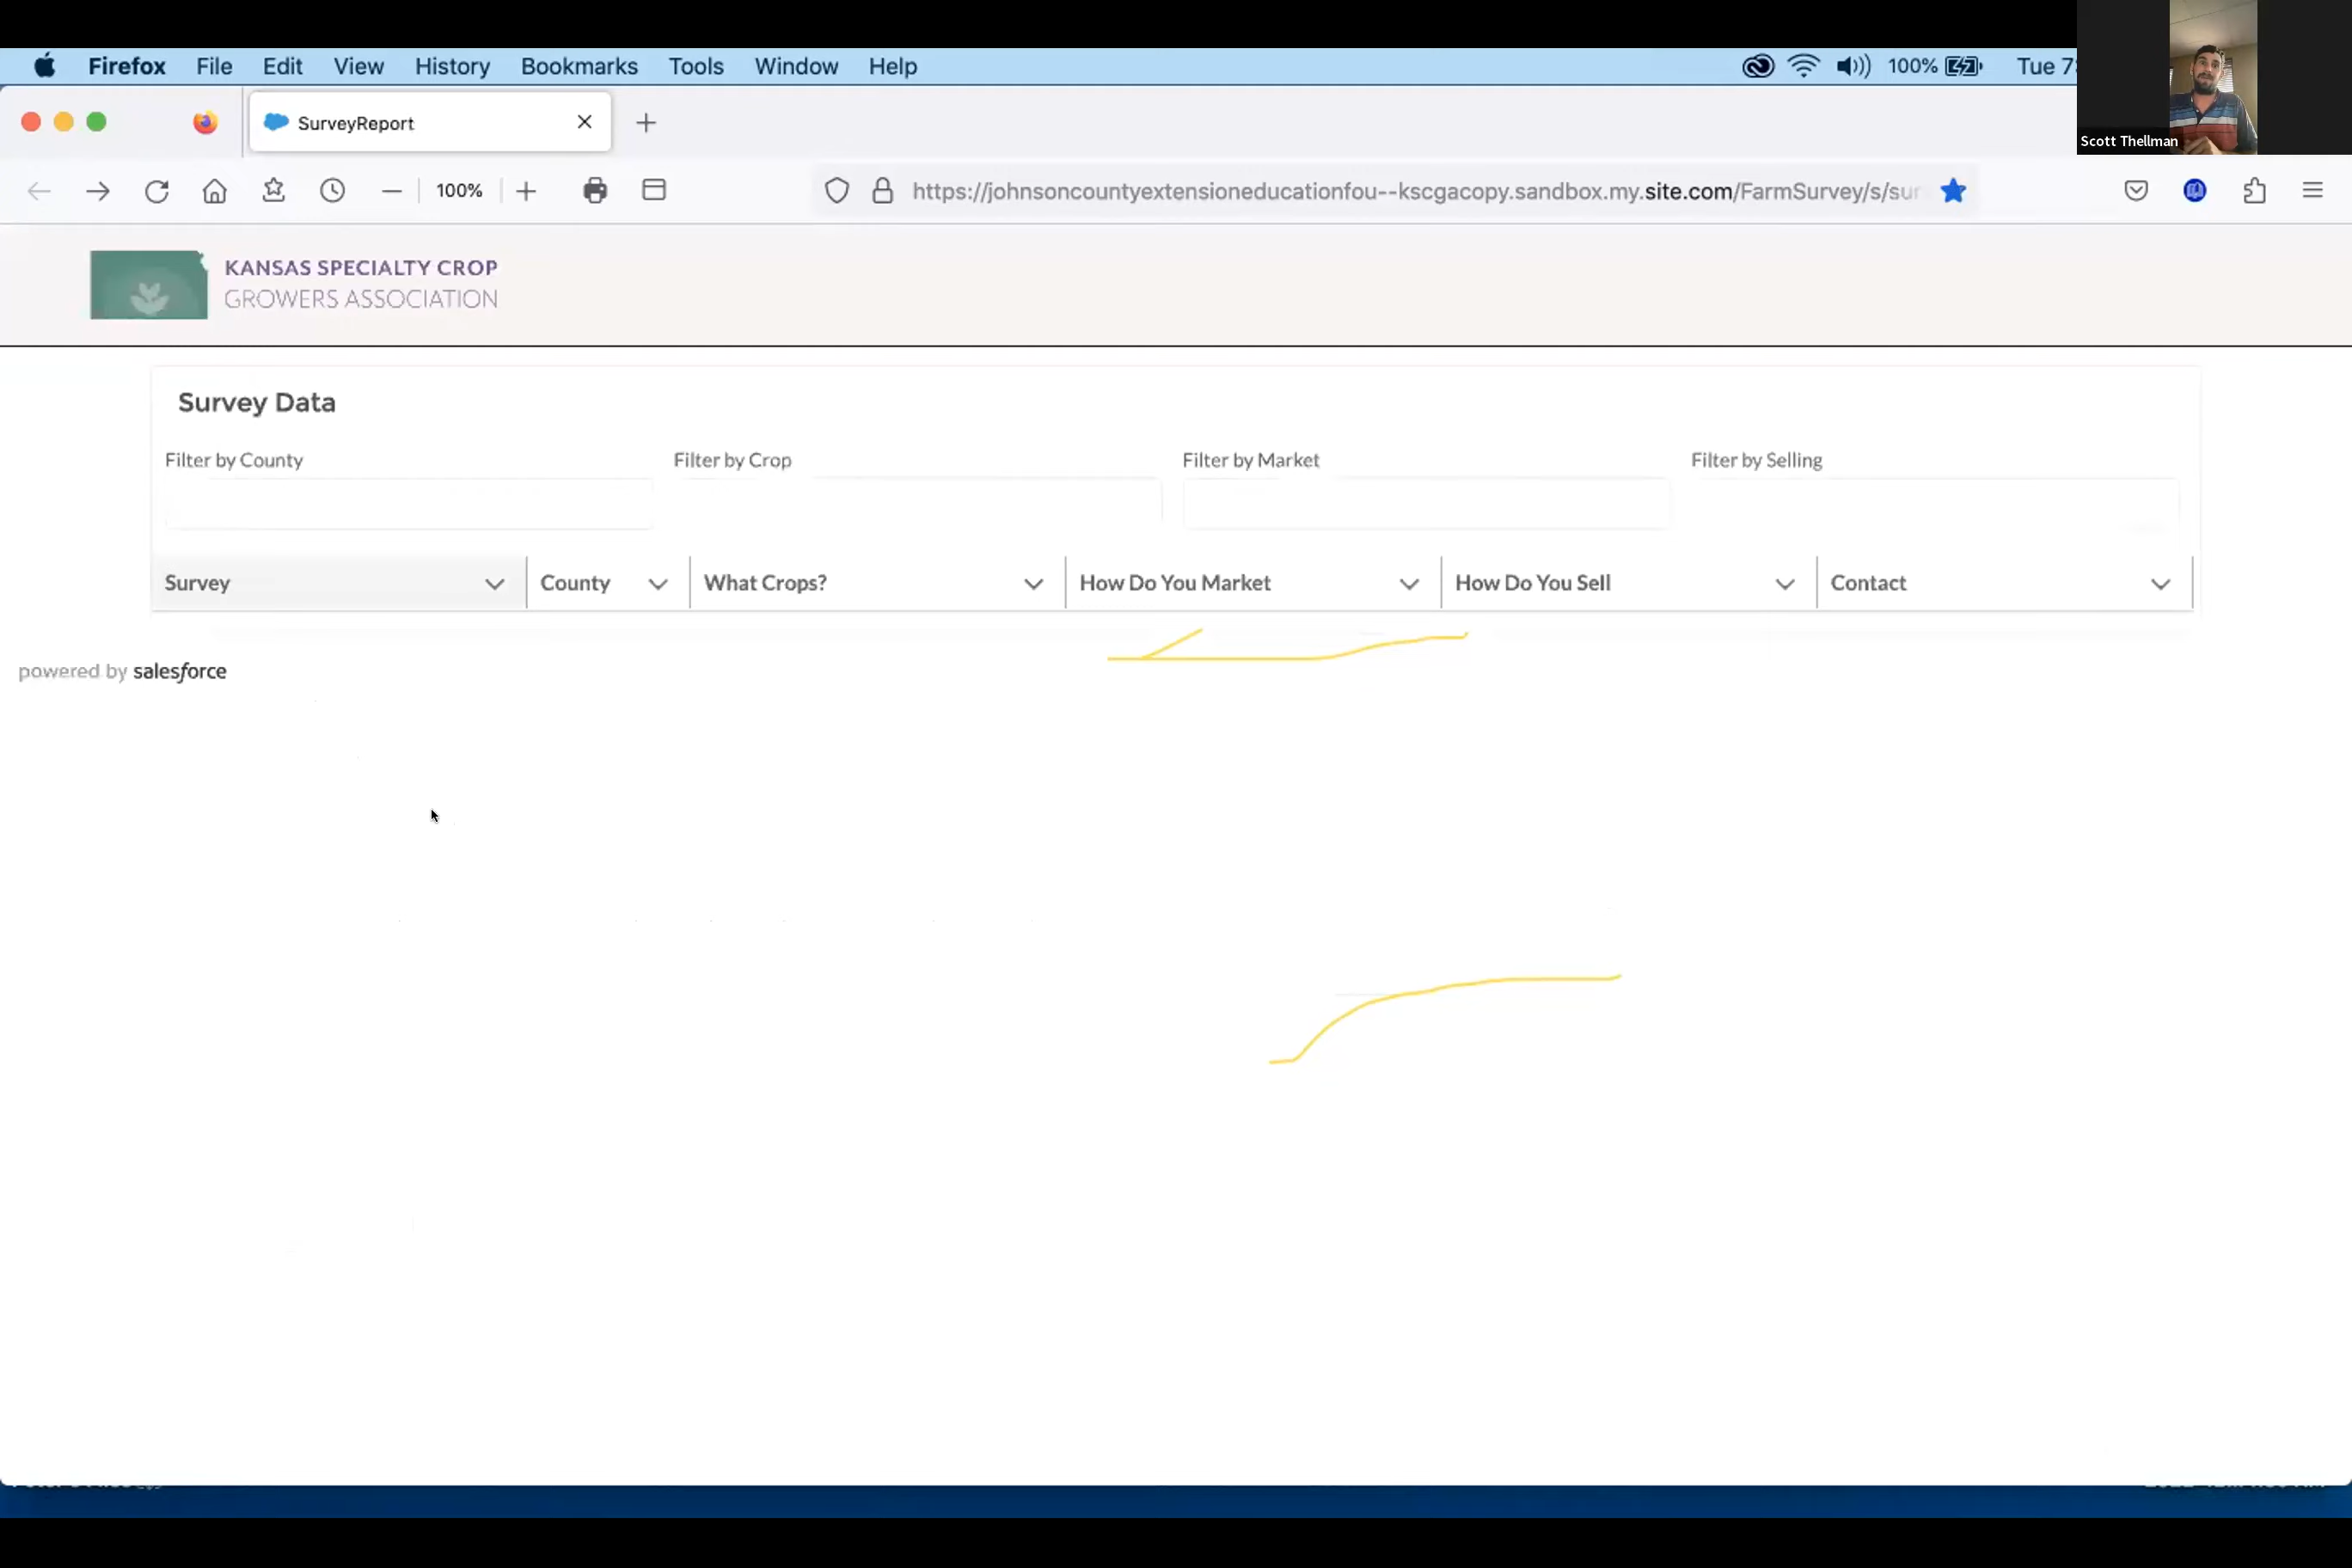 Firefox File Edit View History Bookmarks Tools Window Help 100% Tue 7
Scott Thellman
SurveyReport
100% https://johnsoncountyextensioneducationfou--kscgacopy.sandbox.my.site.com/FarmSurvey/s/sur
KANSAS SPECIALTY CROP
GROWERS ASSOCIATION
Survey Data
Filter by County Filter by Crop Filter by Market Filter by Selling
Survey County What Crops? How Do You Market How Do You Sell Contact
powered by salesforce